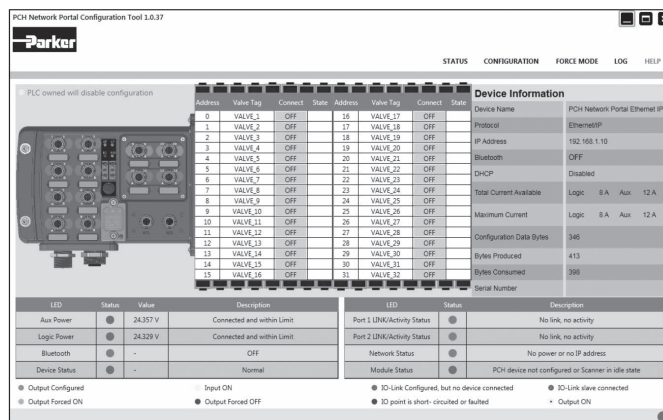 PCH Network Portal Configuration Tool 1.0.37
Parker
STATUS CONFIGURATION FORCE MODE LOG HELP
PLC owned will disable configuration
Address Valve Tag Connect State Address Valve Tag Connect State
0 VALVE_1 OFF 16 VALVE_17 OFF
1 VALVE_2 OFF 17 VALVE_18 OFF
2 VALVE_3 OFF 18 VALVE_19 OFF
3 VALVE_4 OFF 19 VALVE_20 OFF
4 VALVE_5 OFF 20 VALVE_21 OFF
5 VALVE_6 OFF 21 VALVE_22 OFF
6 VALVE_7 OFF 22 VALVE_23 OFF
7 VALVE_8 OFF 23 VALVE_24 OFF
8 VALVE_9 OFF 24 VALVE_25 OFF
9 VALVE_10 OFF 25 VALVE_26 OFF
10 VALVE_11 OFF 26 VALVE_27 OFF
11 VALVE_12 OFF 27 VALVE_28 OFF
12 VALVE_13 OFF 28 VALVE_29 OFF
13 VALVE_14 OFF 29 VALVE_30 OFF
14 VALVE_15 OFF 30 VALVE_31 OFF
15 VALVE_16 OFF 31 VALVE_32 OFF
Device Information
Device Name PCH Network Portal Ethernet IP
Protocol Ethernet/IP
IP Address 192.168.1.10
Bluetooth OFF
DHCP Disabled
Total Current Available Logic 8 A Aux 12 A
Maximum Current Logic 8 A Aux 12 A
Configuration Data Bytes 346
Bytes Produced 413
Bytes Consumed 398
Serial Number
LED Status Value Description
Aux Power 24.357 V Connected and within Limit
Logic Power 24.329 V Connected and within Limit
Bluetooth - OFF
Device Status - Normal
LED Status Description
Port 1 LINK/Activity Status No link, no activity
Port 2 LINK/Activity Status No link, no activity
Network Status No power or no IP address
Module Status PCH device not configured or Scanner in idle state
Output Configured Input ON IO-Link Configured, but no device connected IO-Link slave connected
Output Forced ON Output Forced OFF IO point is short- circuited or faulted Output ON